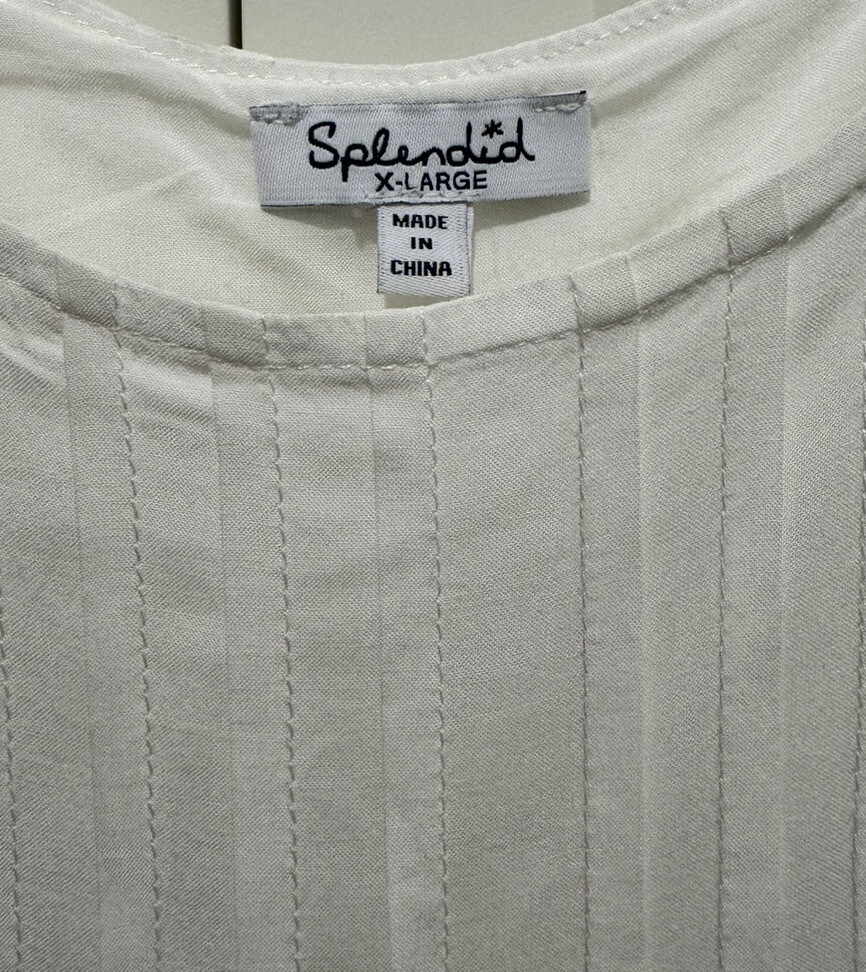 Splendid
X-LARGE
MADE
IN
CHINA